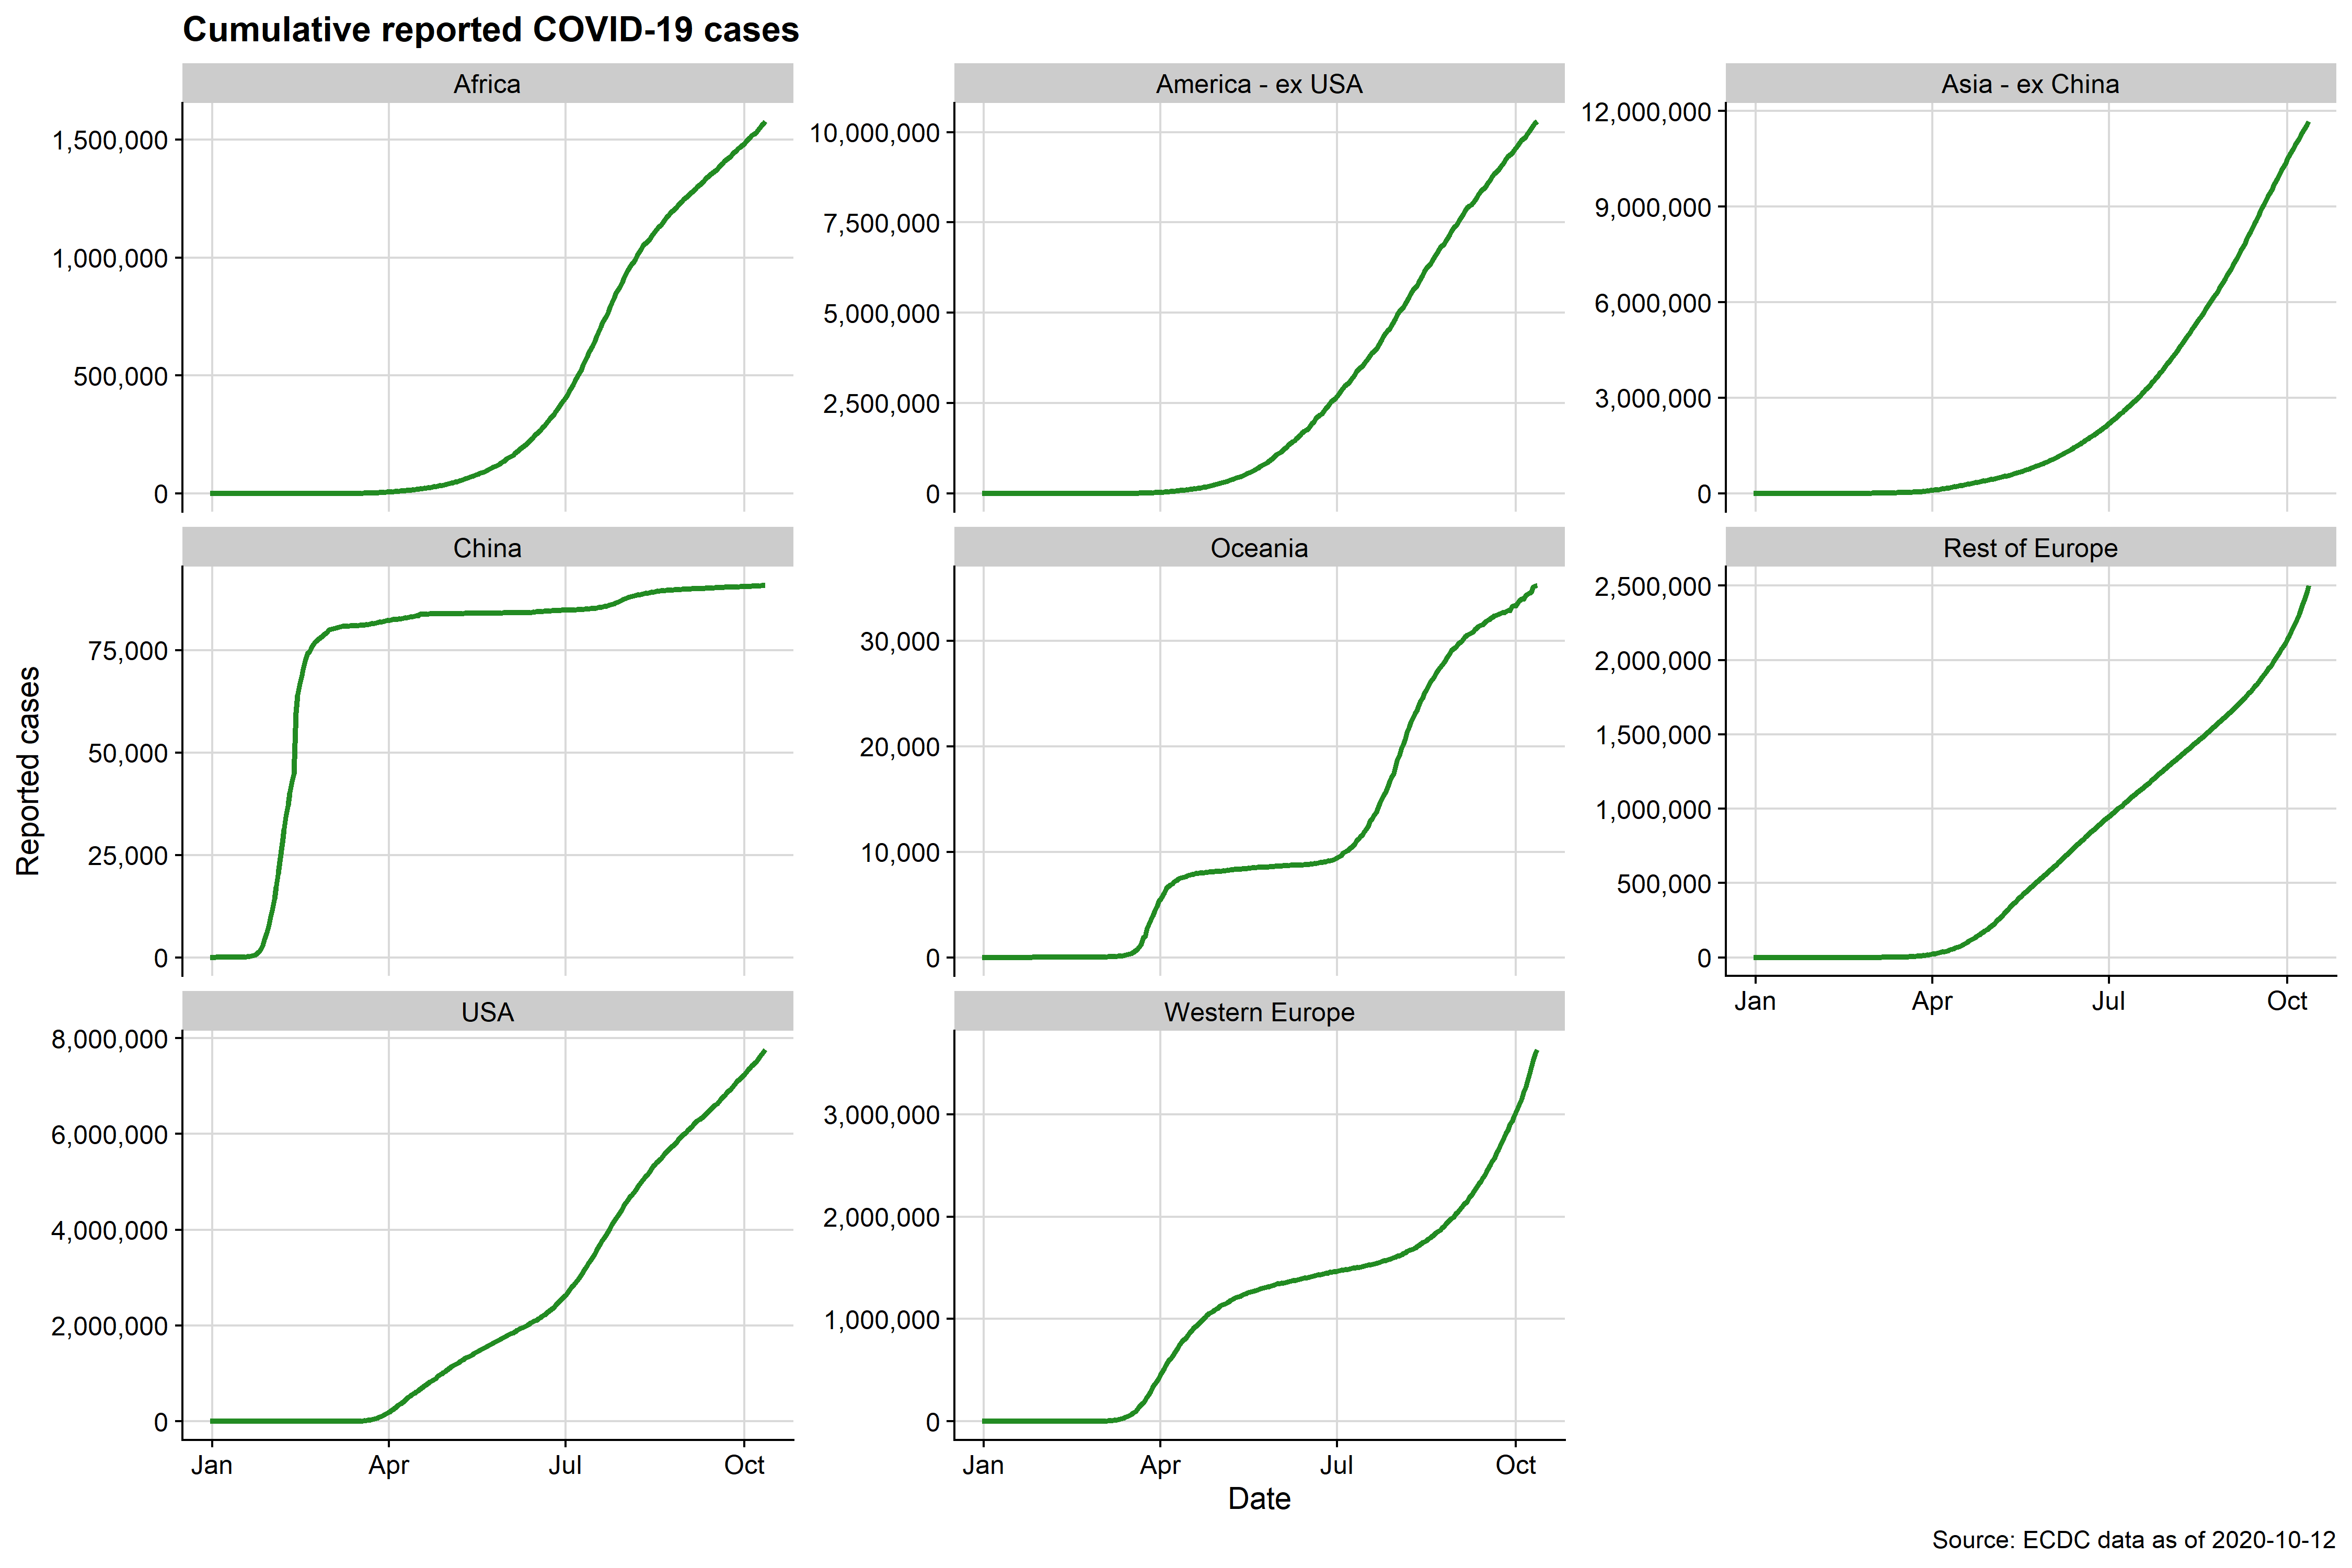 Cumulative reported COVID-19 cases
Africa
America - ex USA
Asia - ex China
1,500,000
1,000,000
500,000
0
10,000,000
7,500,000
5,000,000
2,500,000
0
12,000,000
9,000,000
6,000,000
3,000,000
0
China
Oceania
Rest of Europe
Reported cases
75,000
50,000
25,000
0
30,000
20,000
10,000
0
2,500,000
2,000,000
1,500,000
1,000,000
500,000
0
Jan Apr Jul Oct
USA
Western Europe
8,000,000
6,000,000
4,000,000
2,000,000
0
3,000,000
2,000,000
1,000,000
0
Jan Apr Jul Oct
Jan Apr Jul Oct
Date
Source: ECDC data as of 2020-10-12